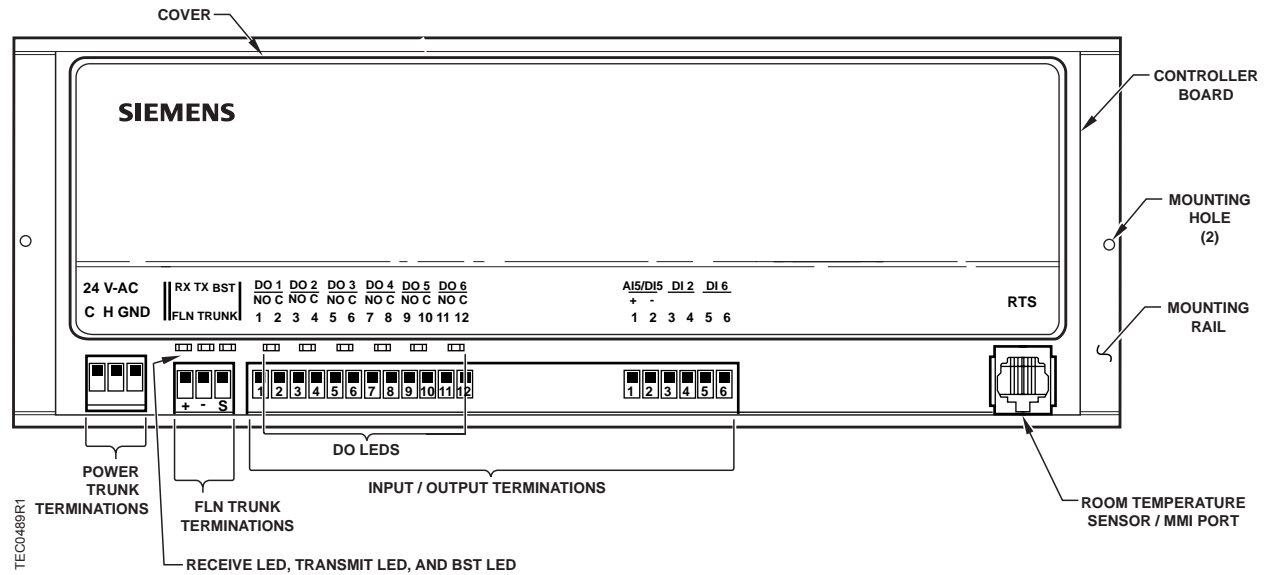 COVER
CONTROLLER
BOARD
SIEMENS
MOUNTING
HOLE
(2)
24 V-AC
C H GND
RX TX BST
FLN TRUNK
DO 1 DO 2 DO 3 DO 4 DO 5 DO 6
NO C NO C NO C NO C NO C NO C
1 2 3 4 5 6 7 8 9 10 11 12
AI5/DI5 DI 2 DI 6
+ -
1 2 3 4 5 6
RTS
MOUNTING
RAIL
+ - S
1 2 3 4 5 6 7 8 9 10 11 12
1 2 3 4 5 6
DO LEDS
POWER
TRUNK
TERMINATIONS
FLN TRUNK
TERMINATIONS
INPUT / OUTPUT TERMINATIONS
ROOM TEMPERATURE
SENSOR / MMI PORT
RECEIVE LED, TRANSMIT LED, AND BST LED
TEC0489R1